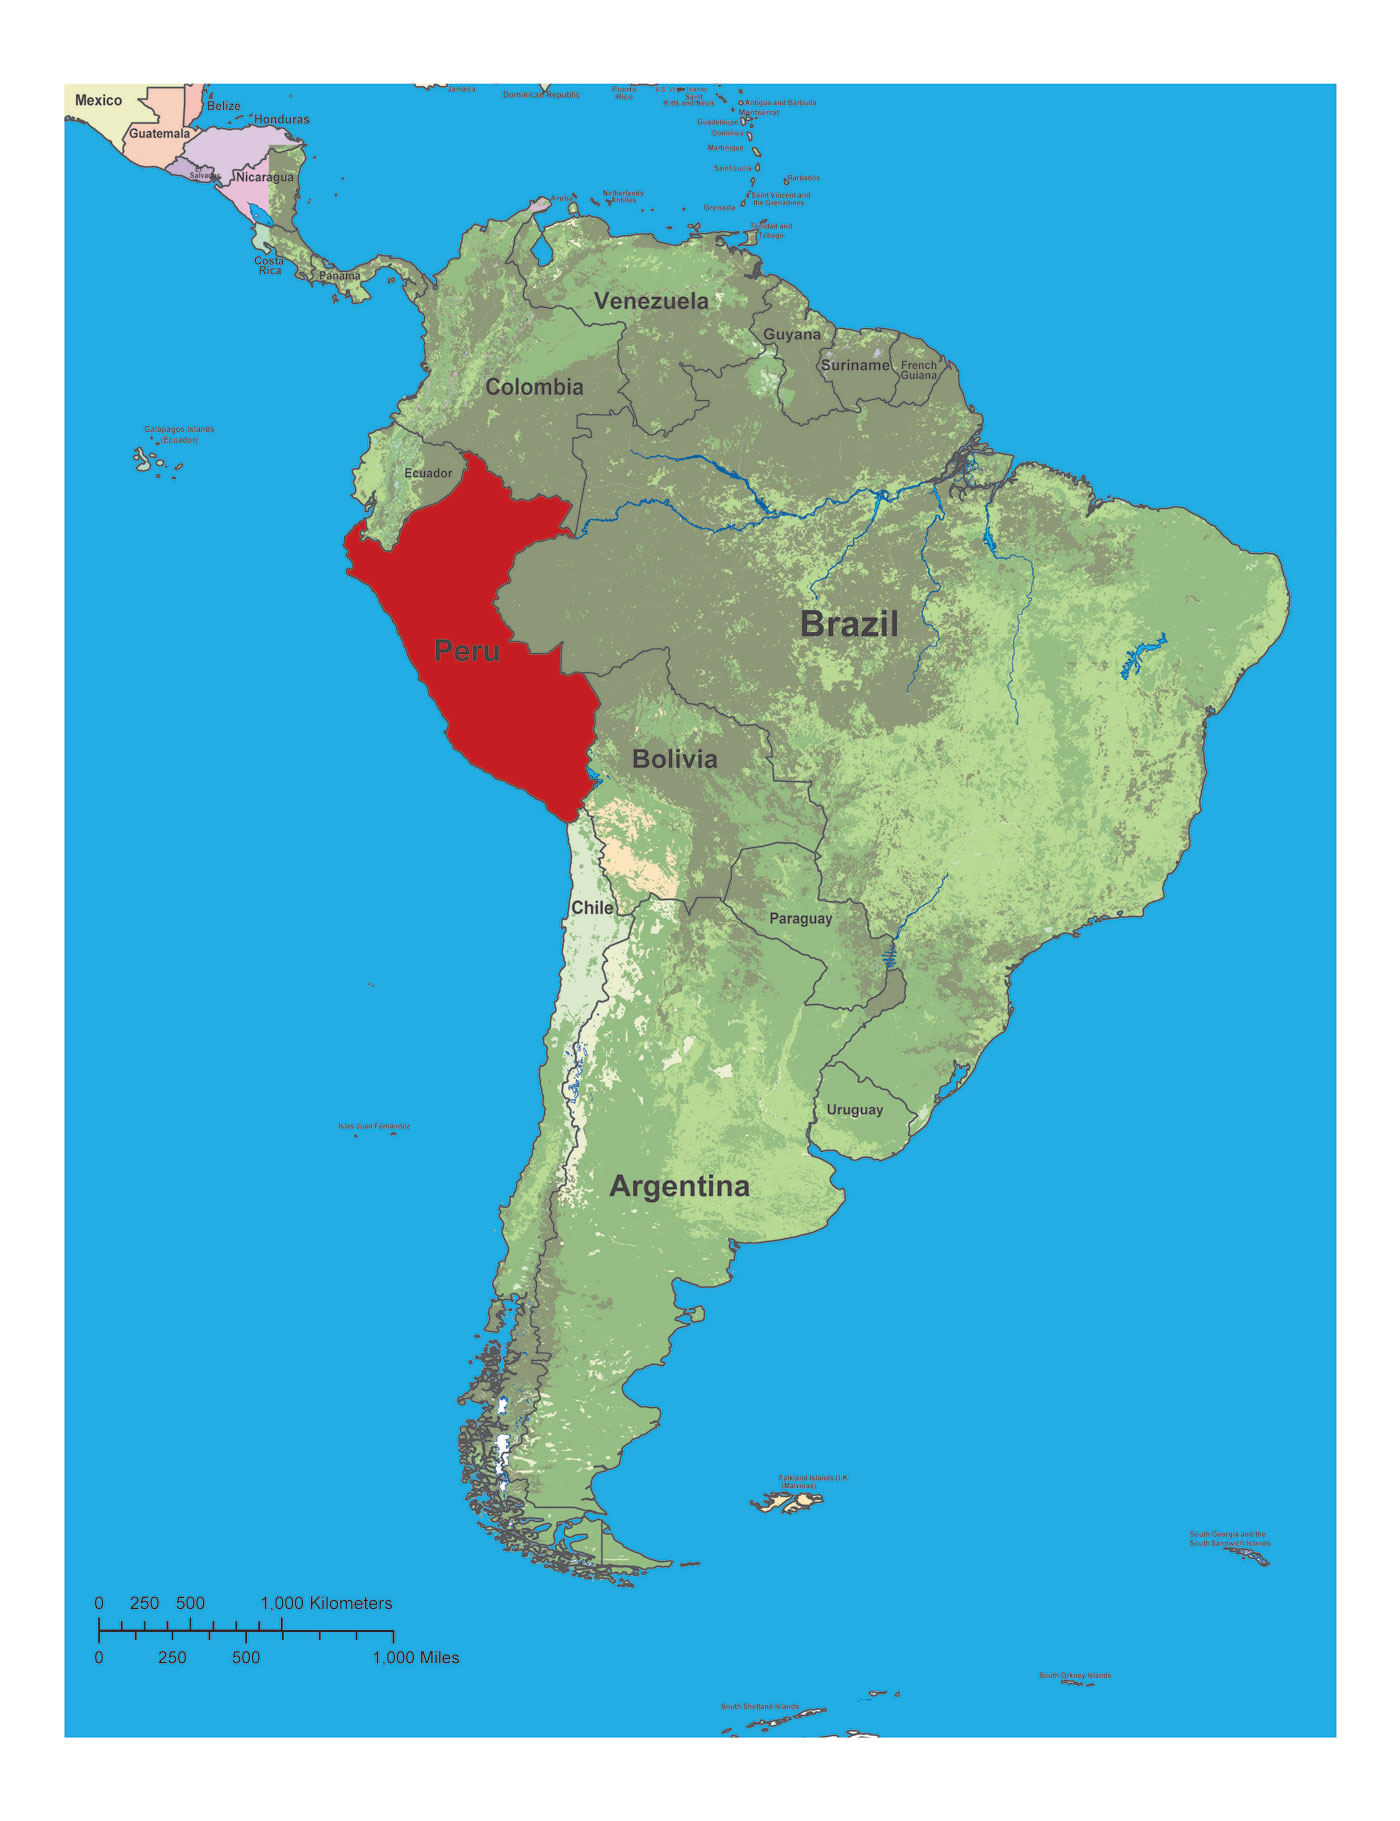 Jamaica
Dominican Republic
Puerto
Rico
U.S. Virgin Islands
Saint
Kitts and Nevis
Antigua and Barbuda
Montserrat
Mexico
Belize
Guadeloupe
Honduras
Guatemala
Dominica
Martinique
El
Salvador
Nicaragua
Saint Lucia
Barbados
Aruba
Netherlands
Antilles
Saint Vincent and
the Grenadines
Grenada
Trinidad and
Tobago
Costa
Rica
Panama
Venezuela
Guyana
Suriname
French
Guiana
Colombia
Galapagos Islands
(Ecuador)
Ecuador
Brazil
Peru
Bolivia
Chile
Paraguay
Uruguay
Islas Juan Fernandez
Argentina
Falkland Islands U.K.
(Malvinas)
South Georgia and the
South Sandwich Islands
0 250 500 1,000 Kilometers
0 250 500 1,000 Miles
South Orkney Islands
South Shetland Islands